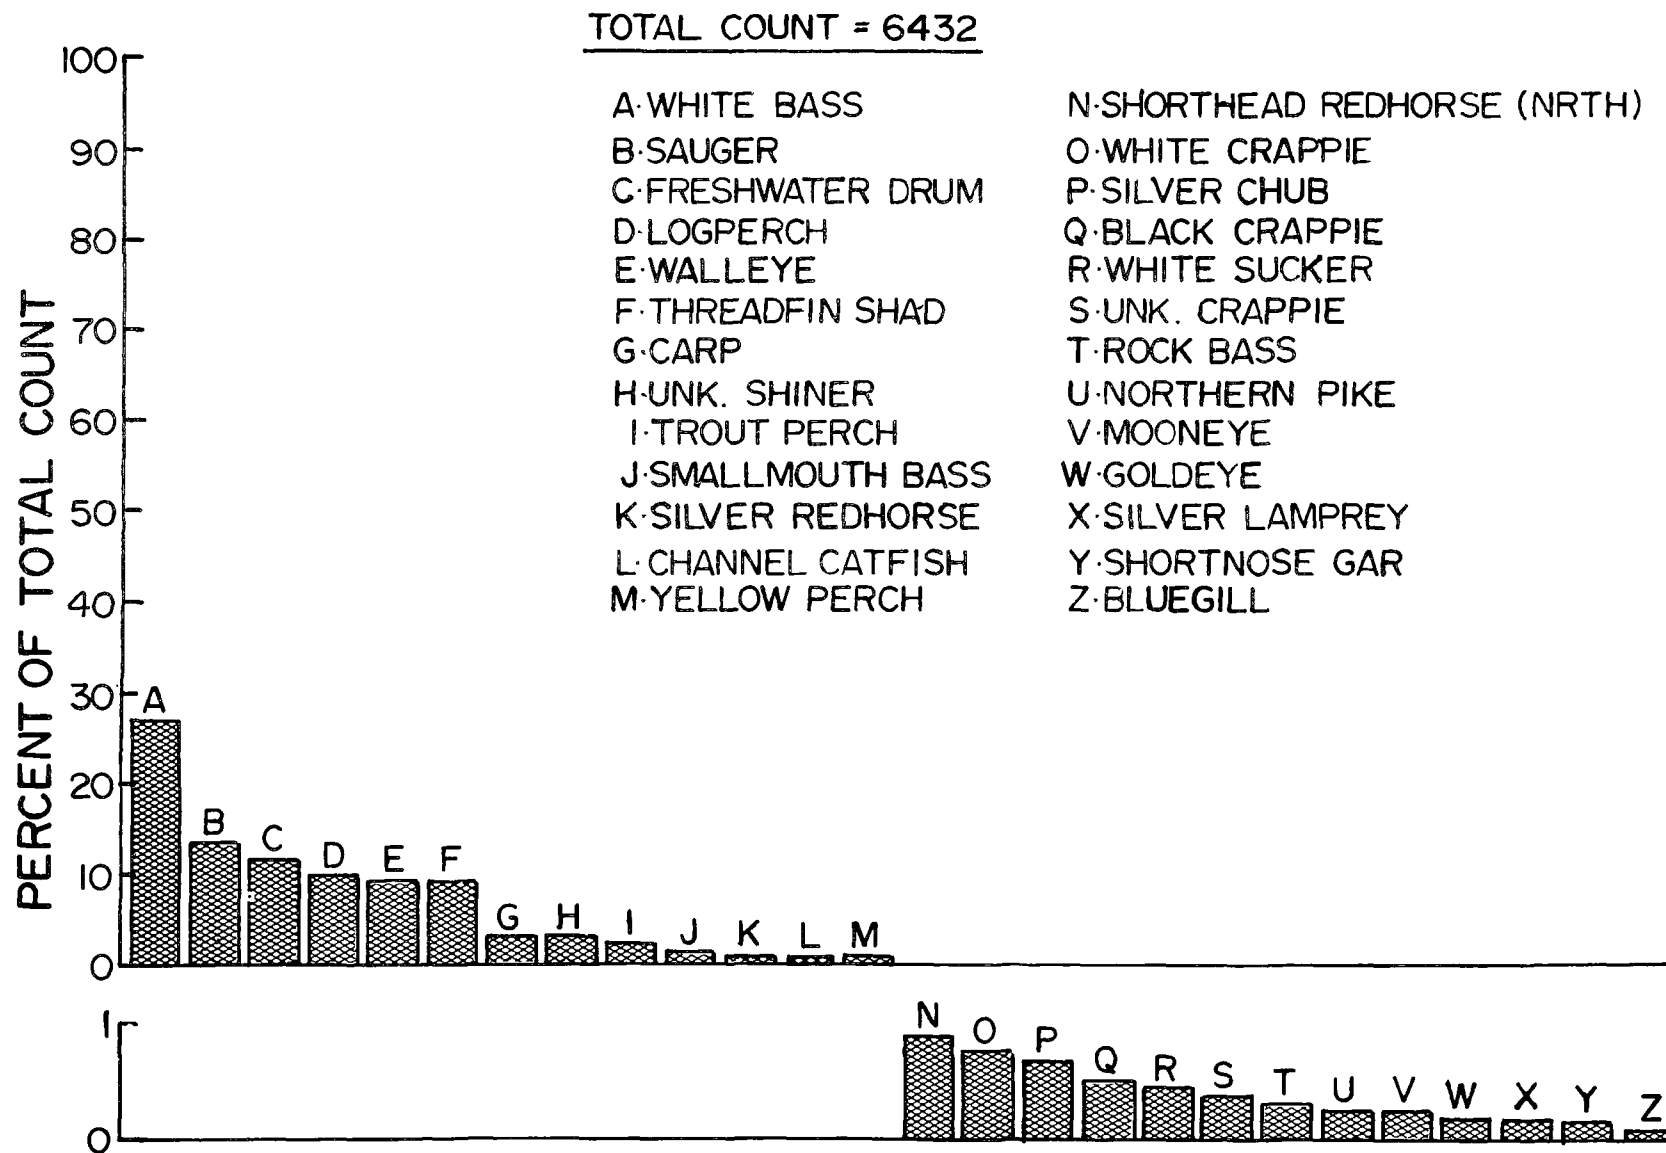 TOTAL COUNT = 6432
A·WHITE BASS
B·SAUGER
C·FRESHWATER DRUM
D·LOGPERCH
E·WALLEYE
F·THREADFIN SHAD
G·CARP
H·UNK. SHINER
I·TROUT PERCH
J·SMALLMOUTH BASS
K·SILVER REDHORSE
L·CHANNEL CATFISH
M·YELLOW PERCH
N·SHORTHEAD REDHORSE (NRTH)
O·WHITE CRAPPIE
P·SILVER CHUB
Q·BLACK CRAPPIE
R·WHITE SUCKER
S·UNK. CRAPPIE
T·ROCK BASS
U·NORTHERN PIKE
V·MOONEYE
W·GOLDEYE
X·SILVER LAMPREY
Y·SHORTNOSE GAR
Z·BLUEGILL
PERCENT OF TOTAL COUNT
100
90
80
70
60
50
40
30
20
10
0
A
B
C
D
E
F
G
H
I
J
K
L
M
1
0
N
O
P
Q
R
S
T
U
V
W
X
Y
Z